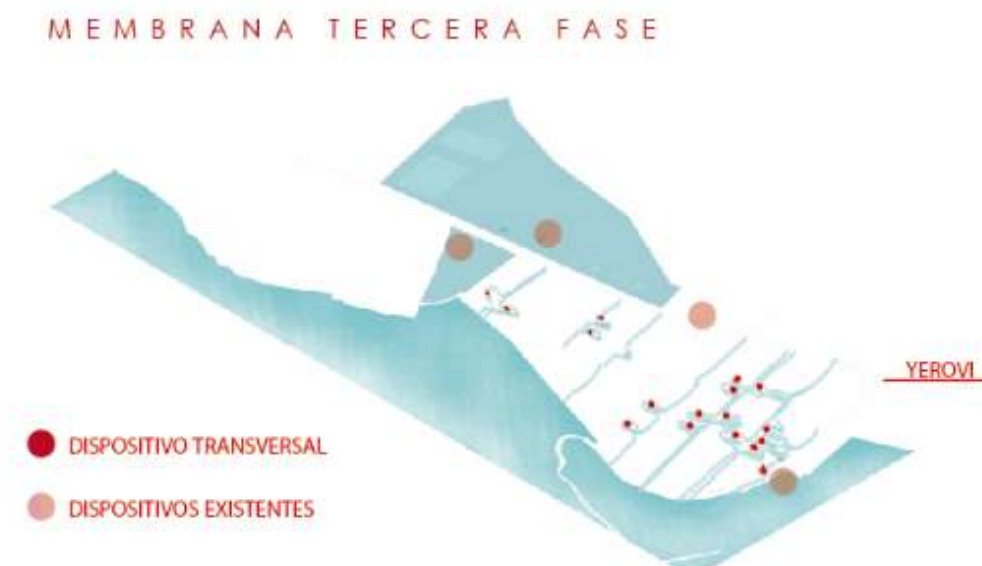 MEMBRANA TERCERA FASE
YEROVI
DISPOSITIVO TRANSVERSAL
DISPOSITIVOS EXISTENTES